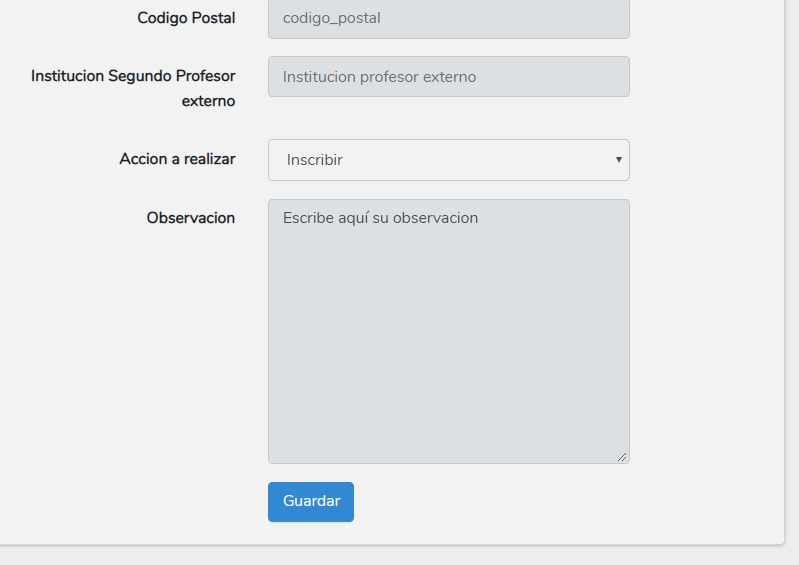 Codigo Postal
codigo_postal
Institucion Segundo Profesor
externo
Institucion profesor externo
Accion a realizar
Inscribir
Observacion
Escribe aquí su observacion
Guardar